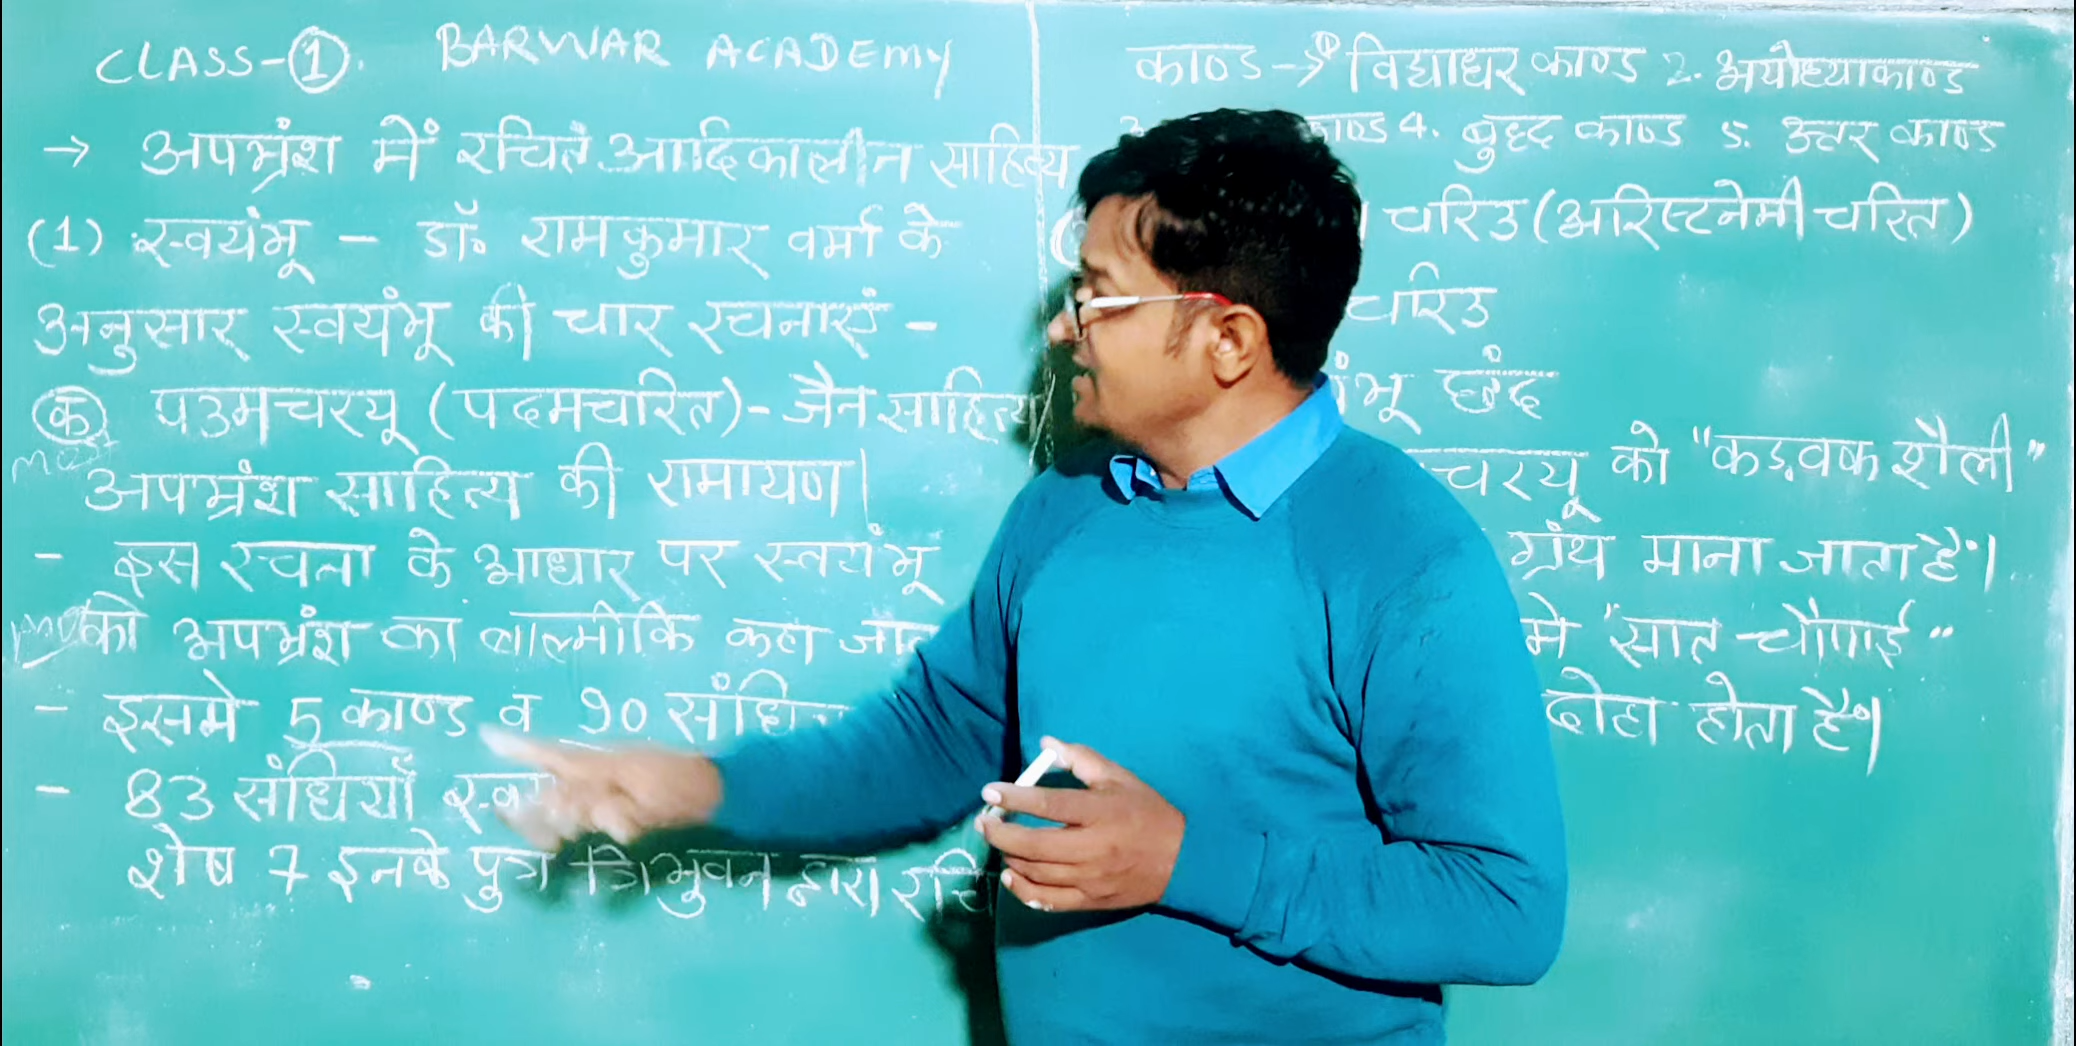 CLASS-①. BARWAR ACADEMY
→ अपभ्रंश में रचित आदिकालीन साहित्य
(1) स्वयंभू – डॉ॰ रामकुमार वर्मा के
अनुसार स्वयंभू की चार रचनाएं –
(क) पउमचरयू (पदमचरित) - जैन साहित्य
अपभ्रंश साहित्य की रामायण|
- इस रचना के आधार पर स्वयंभू
को अपभ्रंश का बाल्मीकि कहा
- इसमे 5 काण्ड व 90
- 83 संधियाँ
शेष 7 इनके पुत्र त्रिभुवन द्वारा
काण्ड → ① विद्याधर काण्ड 2. अयोध्याकाण्ड
4. बुद्द काण्ड 5. उत्तर काण्ड
चरिउ (अरिष्टनेमी चरित)
चरिउ
छंद
चरयू को "कड़वक शैली"
ग्रंथ माना जाता है।
मे "सात चौपाई"
दोहा होता है।